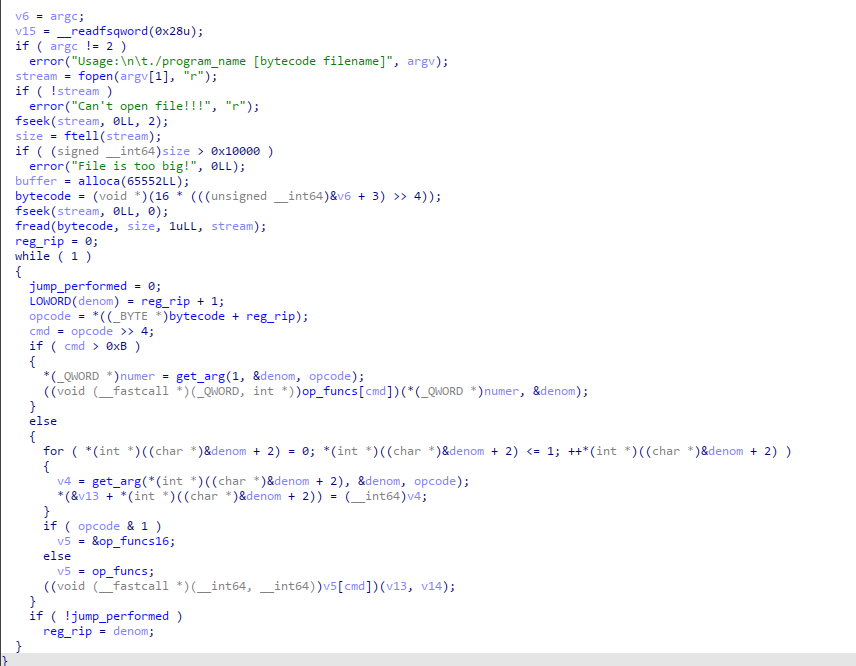 v6 = argc;
v15 = __readfsqword(0x28u);
if ( argc != 2 )
error("Usage:\n\t./program_name [bytecode filename]", argv);
stream = fopen(argv[1], "r");
if ( !stream )
error("Can't open file!!!", "r");
fseek(stream, 0LL, 2);
size = ftell(stream);
if ( (signed __int64)size > 0x10000 )
error("File is too big!", 0LL);
buffer = alloca(65552LL);
bytecode = (void *)(16 * (((unsigned __int64)&v6 + 3) >> 4));
fseek(stream, 0LL, 0);
fread(bytecode, size, 1uLL, stream);
reg_rip = 0;
while ( 1 )
{
jump_performed = 0;
LOWORD(denom) = reg_rip + 1;
opcode = *((_BYTE *)bytecode + reg_rip);
cmd = opcode >> 4;
if ( cmd > 0xB )
{
*(_QWORD *)numer = get_arg(1, &denom, opcode);
((void (__fastcall *)(_QWORD, int *))op_funcs[cmd])(*(_QWORD *)numer, &denom);
}
else
{
for ( *(int *)((char *)&denom + 2) = 0; *(int *)((char *)&denom + 2) <= 1; ++*(int *)((char *)&denom + 2) )
{
v4 = get_arg(*(int *)((char *)&denom + 2), &denom, opcode);
*(&v13 + *(int *)((char *)&denom + 2)) = (__int64)v4;
}
if ( opcode & 1 )
v5 = &op_funcs16;
else
v5 = op_funcs;
((void (__fastcall *)(__int64, __int64))v5[cmd])(v13, v14);
}
if ( !jump_performed )
reg_rip = denom;
}
}